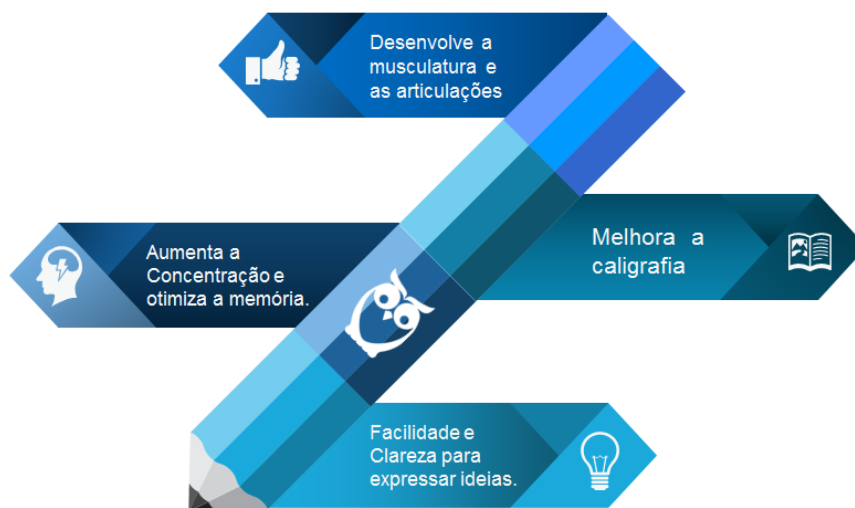 Desenvolve a
musculatura e
as articulações
Aumenta a
Concentração e
otimiza a memória.
Melhora a
caligrafia
Facilidade e
Clareza para
expressar ideias.